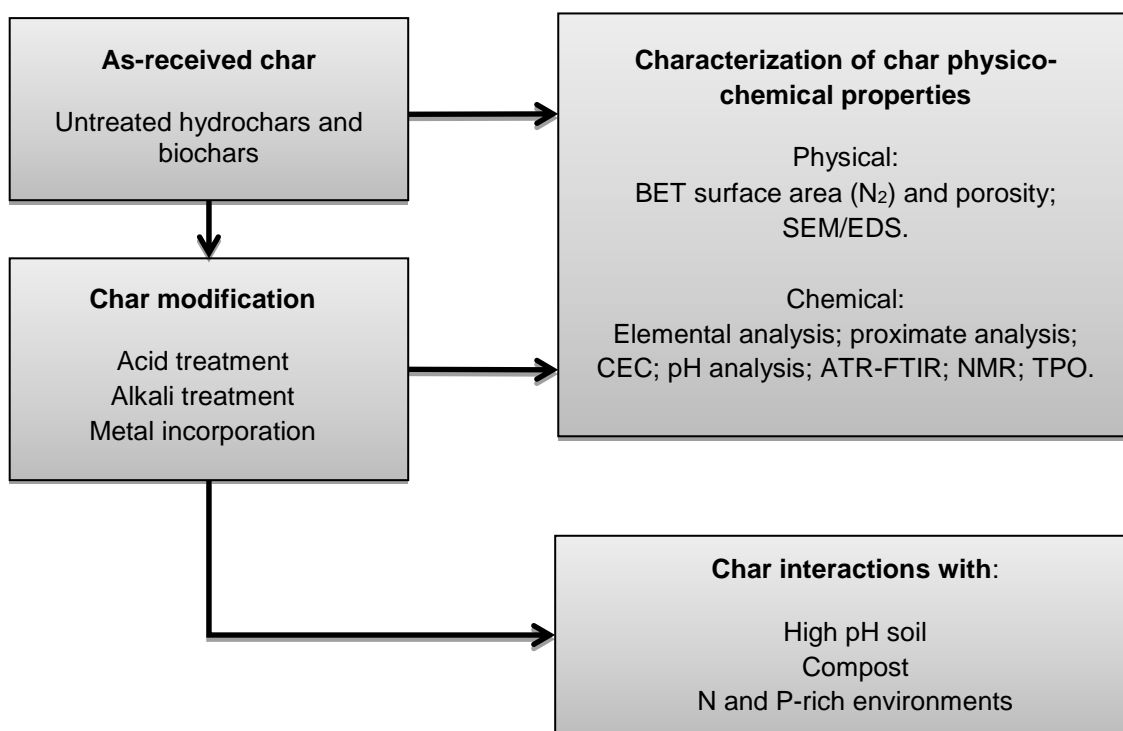 As-received char
Untreated hydrochars and
biochars
Characterization of char physico-
chemical properties
Physical:
BET surface area (N₂) and porosity;
SEM/EDS.
Chemical:
Elemental analysis; proximate analysis;
CEC; pH analysis; ATR-FTIR; NMR; TPO.
Char modification
Acid treatment
Alkali treatment
Metal incorporation
Char interactions with:
High pH soil
Compost
N and P-rich environments